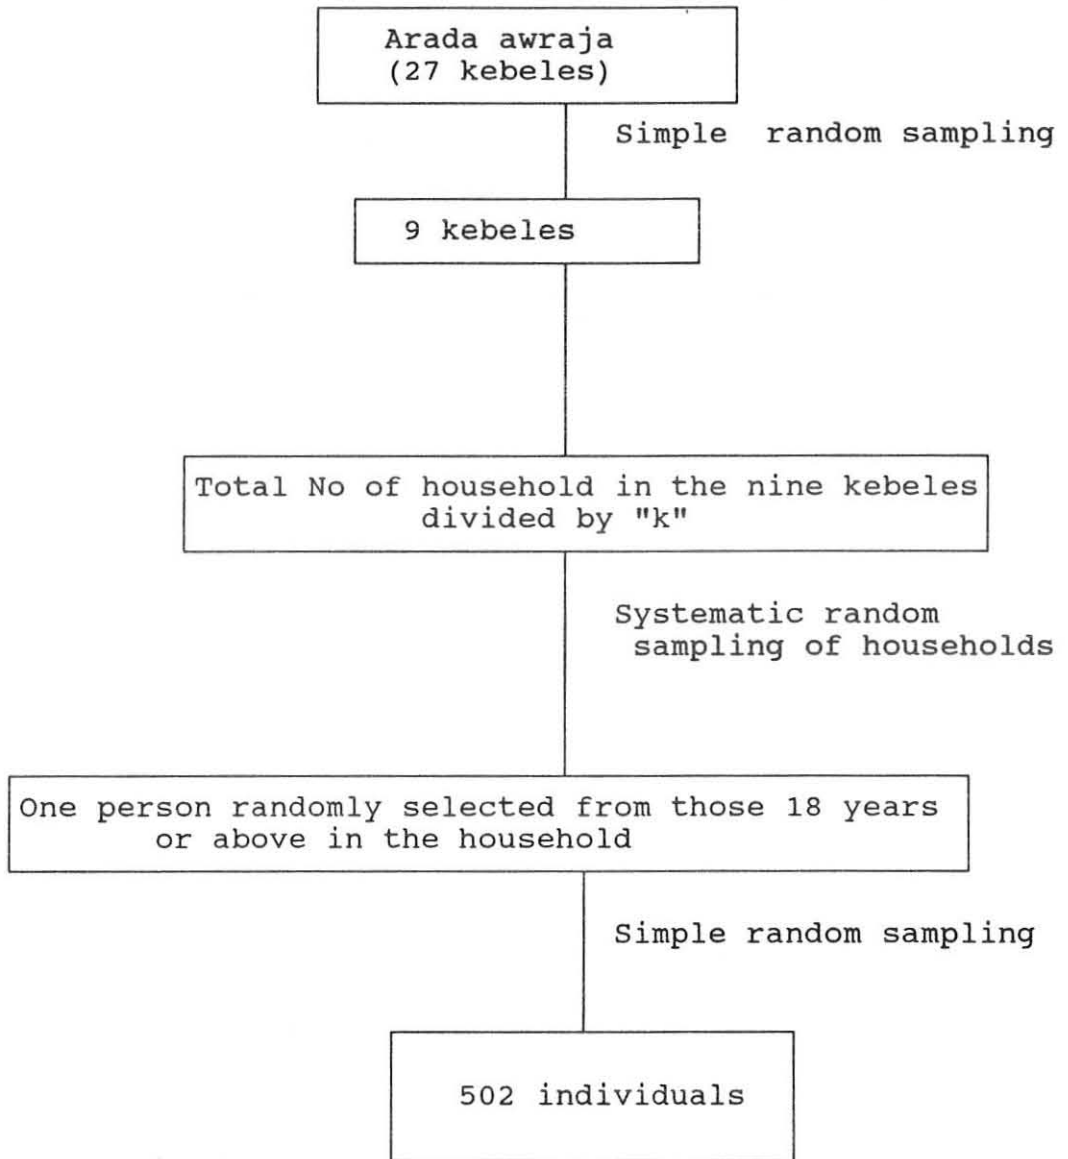 Arada awraja
(27 kebeles)
Simple random sampling
9 kebeles
Total No of household in the nine kebeles
divided by "k"
Systematic random
sampling of households
One person randomly selected from those 18 years
or above in the household
Simple random sampling
502 individuals